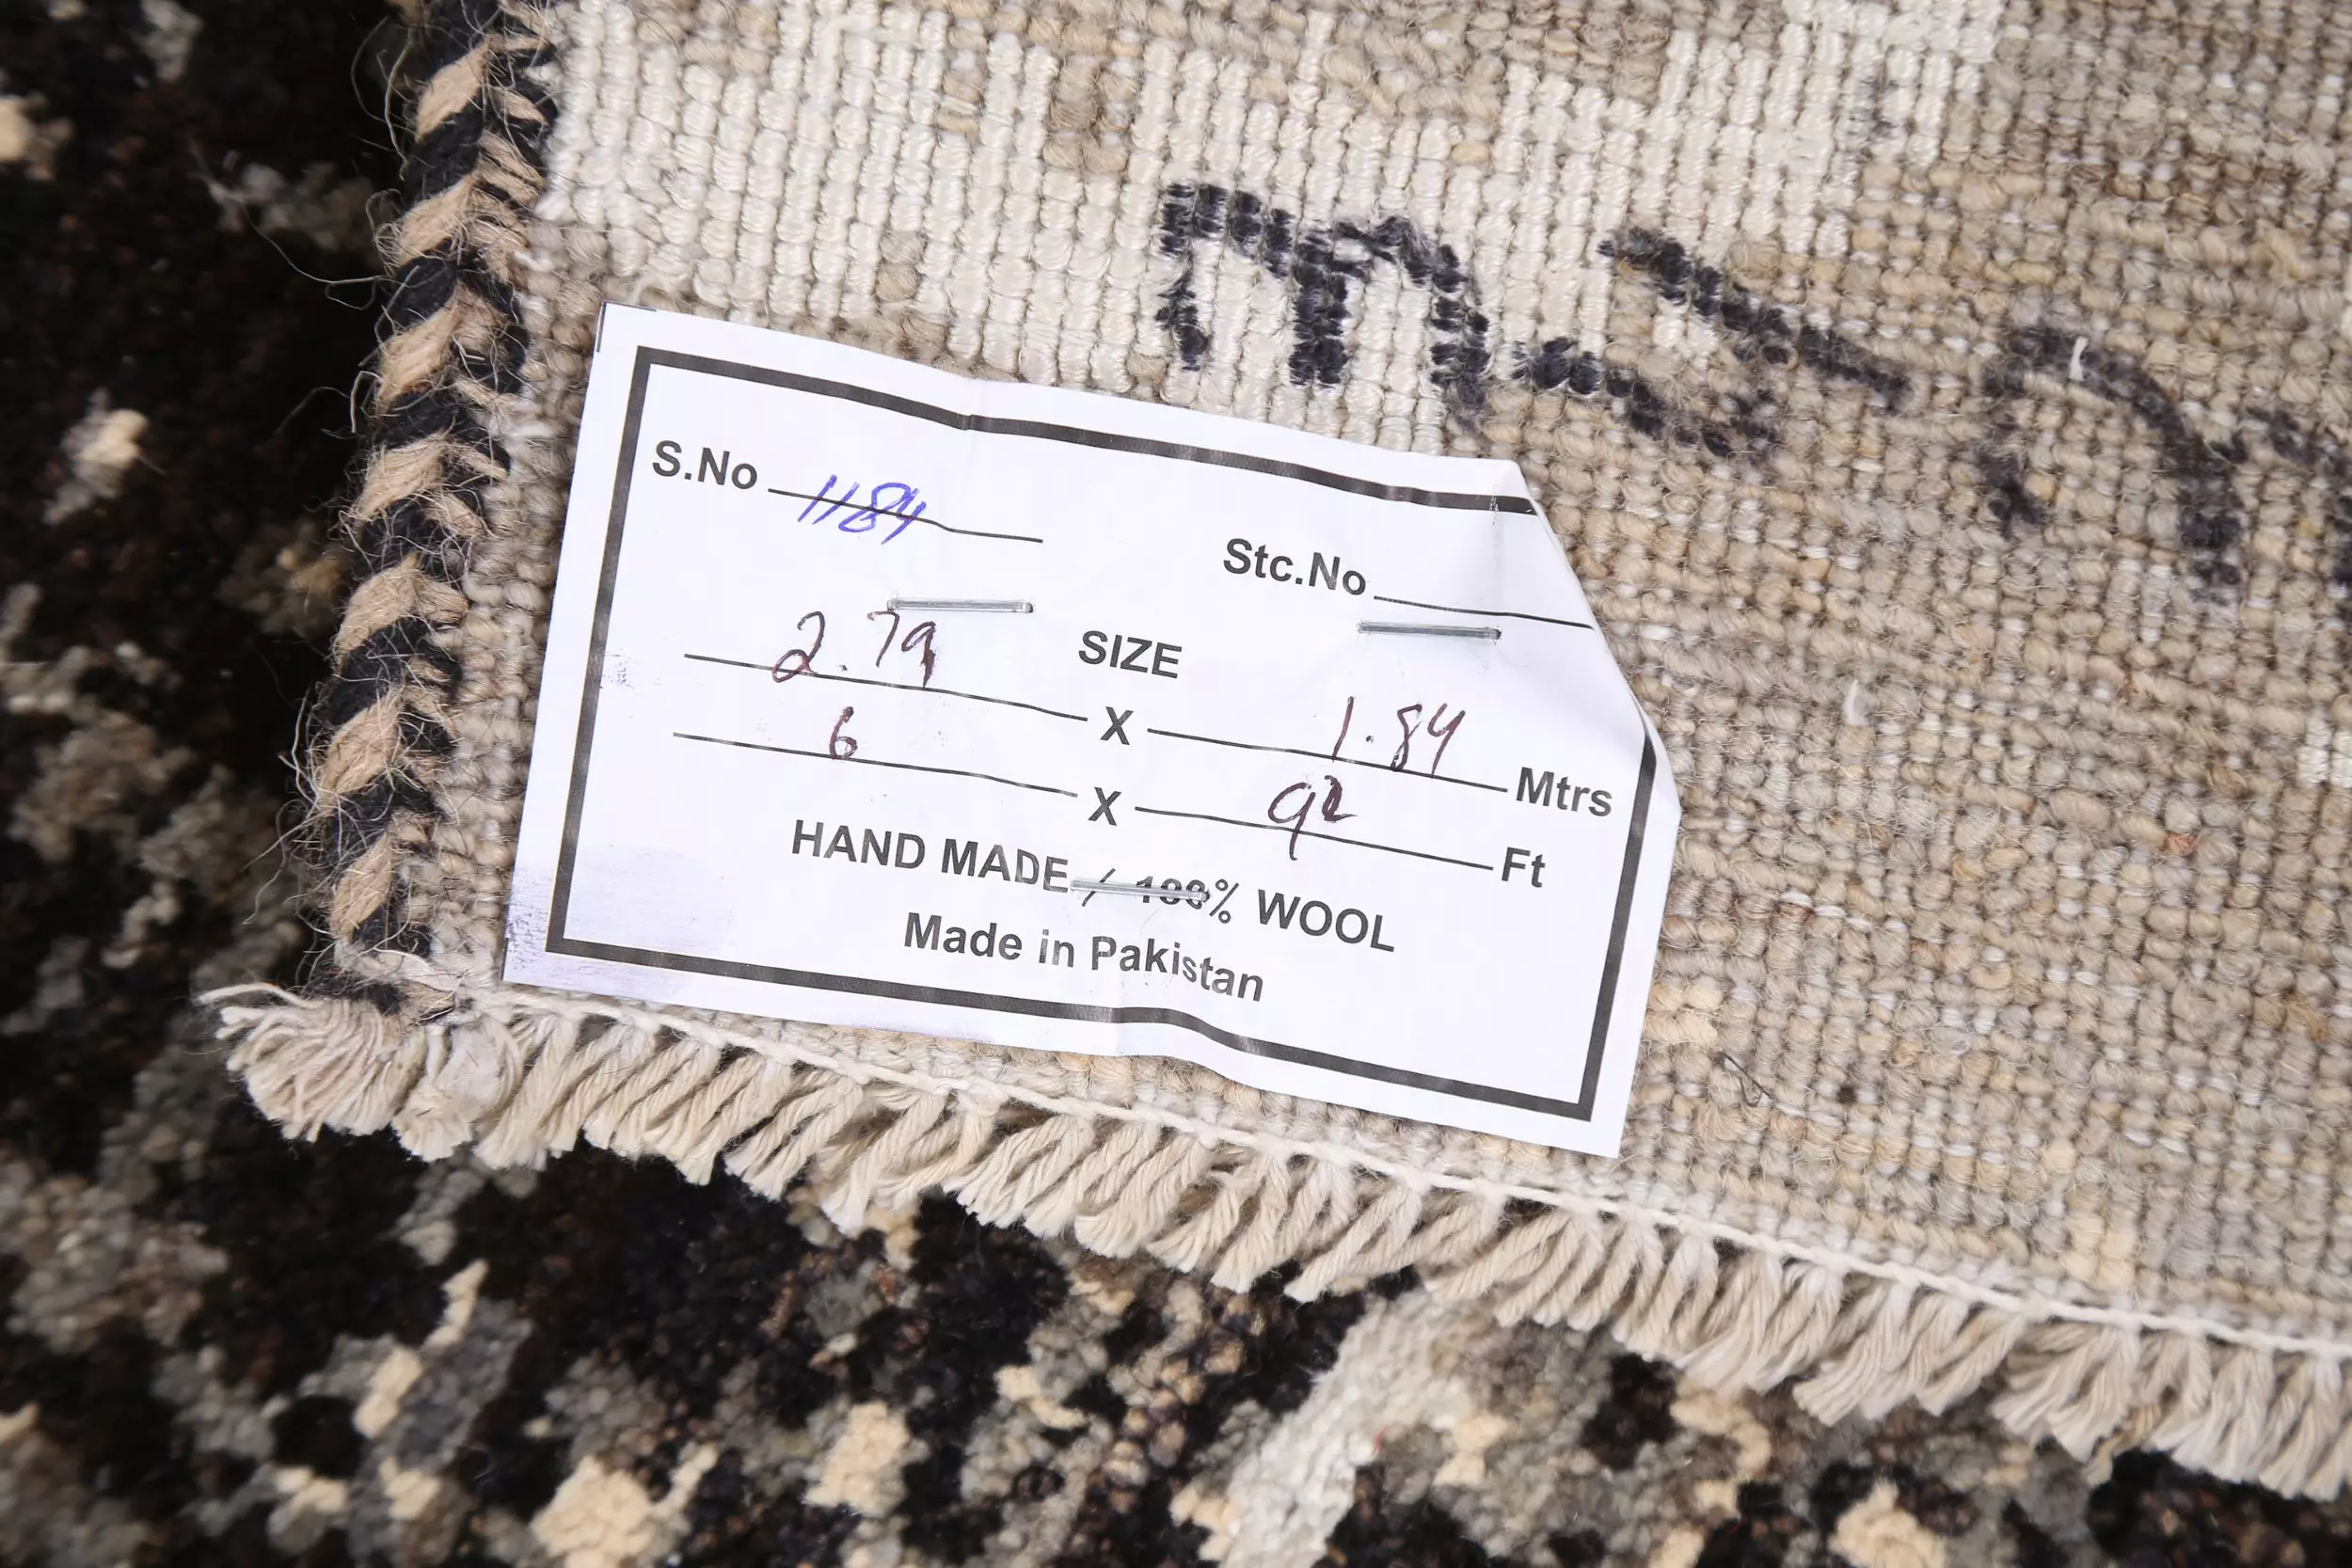 S.No 1184
Stc.No
SIZE
2.79 X 1.84 Mtrs
6 X 9² Ft
HAND MADE / 100% WOOL
Made in Pakistan